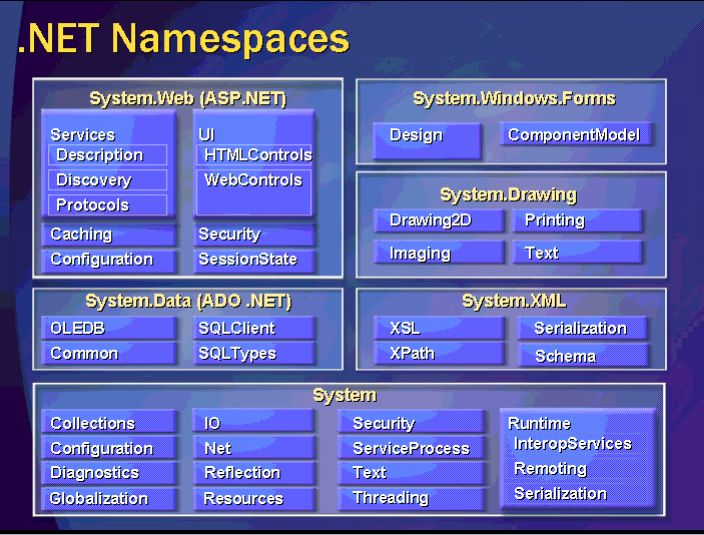 .NET Namespaces
System.Web (ASP.NET)
Services
Description
Discovery
Protocols
UI
HTMLControls
WebControls
Caching
Security
Configuration
SessionState
System.Windows.Forms
Design
ComponentModel
System.Drawing
Drawing2D
Printing
Imaging
Text
System.Data (ADO .NET)
OLEDB
SQLClient
Common
SQLTypes
System.XML
XSL
Serialization
XPath
Schema
System
Collections
Configuration
Diagnostics
Globalization
IO
Net
Reflection
Resources
Security
ServiceProcess
Text
Threading
Runtime
InteropServices
Remoting
Serialization